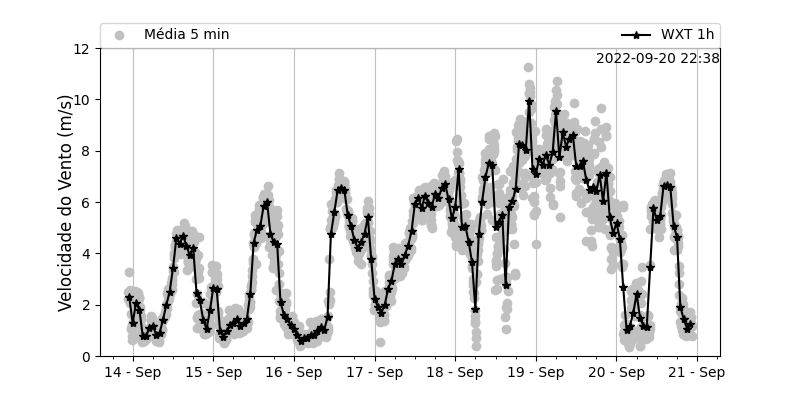 Média 5 min
WXT 1h
2022-09-20 22:38
Velocidade do Vento (m/s)
12
10
8
6
4
2
0
14 - Sep
15 - Sep
16 - Sep
17 - Sep
18 - Sep
19 - Sep
20 - Sep
21 - Sep